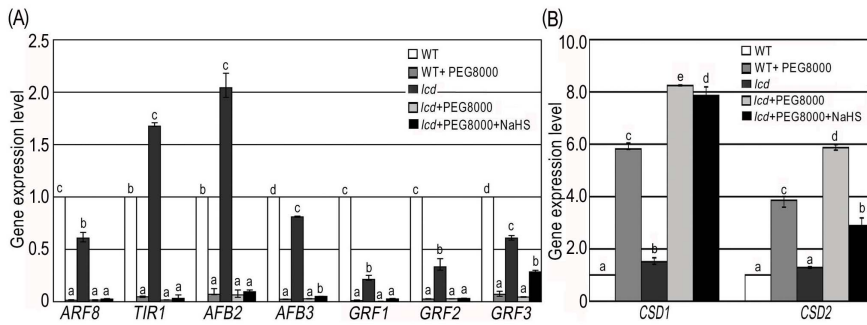 (A)
Gene expression level
2.5
2.0
1.5
1.0
0.5
0
WT
WT+ PEG8000
lcd
lcd+PEG8000
lcd+PEG8000+NaHS
c a b a a
b a c a a
b a c a a
d a c a b
c a b a a
c a b a a
d a c a b
ARF8 TIR1 AFB2 AFB3 GRF1 GRF2 GRF3
(B)
Gene expression level
10.0
8.0
6.0
4.0
2.0
0
WT
WT+ PEG8000
lcd
lcd+PEG8000
lcd+PEG8000+NaHS
a c b e d
a c a d b
CSD1 CSD2